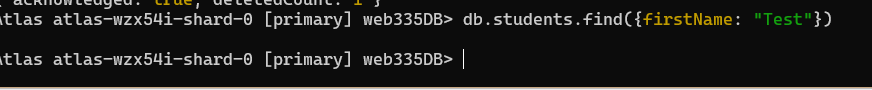 { acknowledged: true, deletedCount: 1 }
Atlas atlas-wzx54i-shard-0 [primary] web335DB> db.students.find({firstName: "Test"})
Atlas atlas-wzx54i-shard-0 [primary] web335DB>